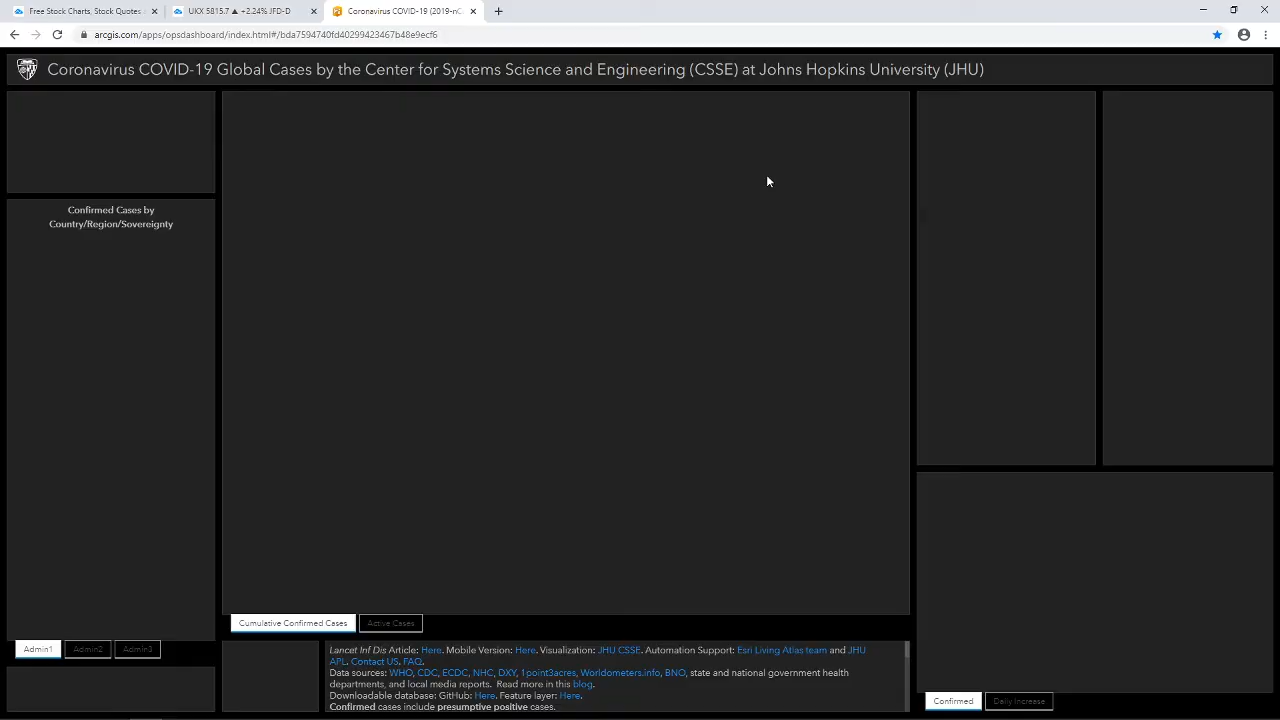 Free Stock Charts, Stock Quotes
UKX 5815.7 ▲ +2.24% JFD-D
Coronavirus COVID-19 (2019-nC
arcgis.com/apps/opsdashboard/index.html#/bda7594740fd40299423467b48e9ecf6
Coronavirus COVID-19 Global Cases by the Center for Systems Science and Engineering (CSSE) at Johns Hopkins University (JHU)
Confirmed Cases by
Country/Region/Sovereignty
Cumulative Confirmed Cases
Active Cases
Admin1
Admin2
Admin3
Lancet Inf Dis Article: Here. Mobile Version: Here. Visualization: JHU CSSE. Automation Support: Esri Living Atlas team and JHU
APL. Contact US. FAQ.
Data sources: WHO, CDC, ECDC, NHC, DXY, 1point3acres, Worldometers.info, BNO, state and national government health
departments, and local media reports. Read more in this blog.
Downloadable database: GitHub: Here. Feature layer: Here.
Confirmed cases include presumptive positive cases.
Confirmed
Daily Increase